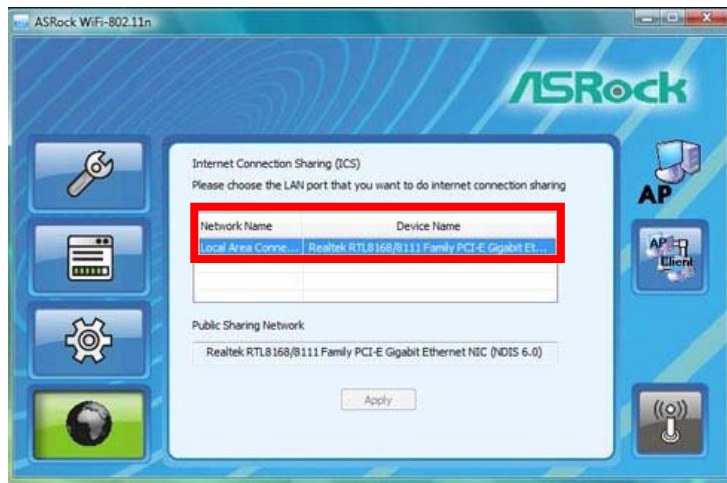 ASRock WiFi-802.11n
ASRock
Internet Connection Sharing (ICS)
Please choose the LAN port that you want to do internet connection sharing
AP
Network Name Device Name
Local Area Conne... Realtek RTL8168/8111 Family PCI-E Gigabit Et...
AP
Client
Public Sharing Network
Realtek RTL8168/8111 Family PCI-E Gigabit Ethernet NIC (NDIS 6.0)
Apply